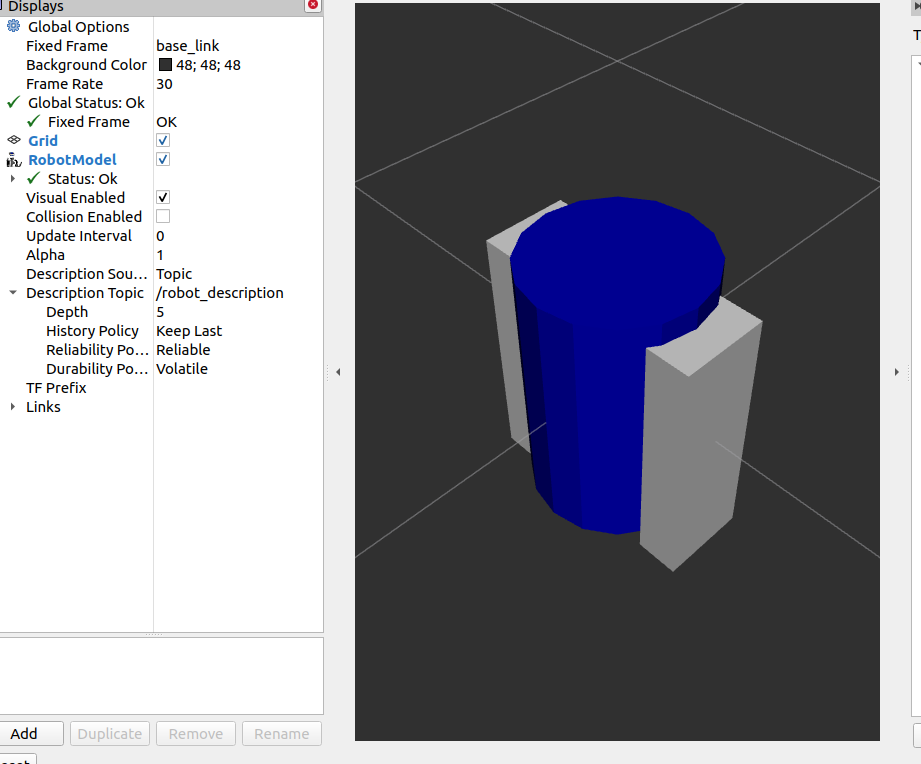 Displays
Global Options
Fixed Frame base_link
Background Color 48; 48; 48
Frame Rate 30
Global Status: Ok
Fixed Frame OK
Grid
RobotModel
Status: Ok
Visual Enabled
Collision Enabled
Update Interval 0
Alpha 1
Description Sou... Topic
Description Topic /robot_description
Depth 5
History Policy Keep Last
Reliability Po... Reliable
Durability Po... Volatile
TF Prefix
Links
Add Duplicate Remove Rename